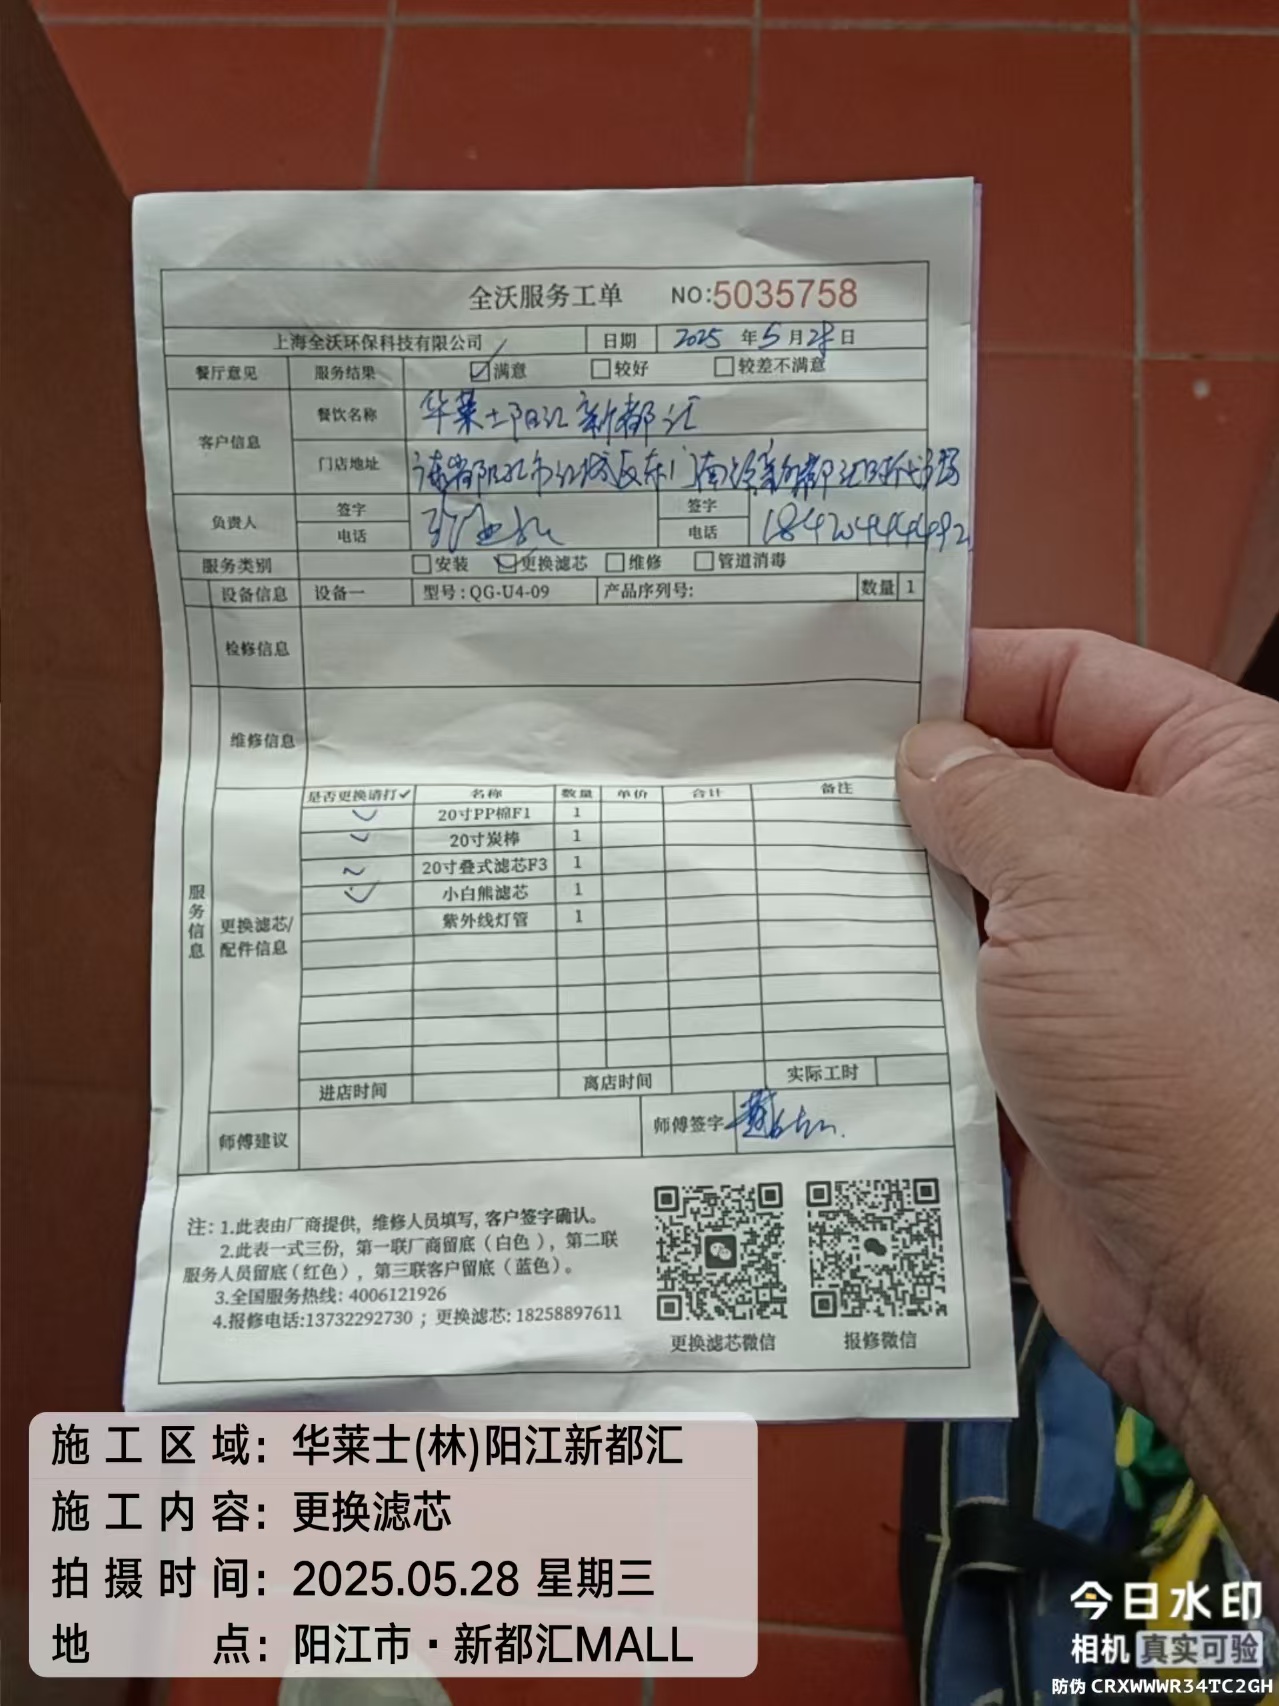 全沃服务工单 NO:5035758
上海全沃环保科技有限公司 日期 2025 年 5 月 28 日
餐厅意见 服务结果 ☑满意 □较好 □较差不满意
客户信息 餐饮名称 华莱士阳江新都汇
门店地址 东省阳江市江城区东门南路新都汇
负责人 签字 签字
电话 电话 18420444492
服务类别 □安装 ☑更换滤芯 □维修 □管道消毒
设备信息 设备一 型号:QG-U4-09 产品序列号: 数量 1
检修信息
维修信息
服务信息
更换滤芯/配件信息
是否更换请打✓ 名称 数量 单价 合计 备注
✓ 20寸PP棉F1 1
✓ 20寸炭棒 1
✓ 20寸叠式滤芯F3 1
✓ 小白熊滤芯 1
紫外线灯管 1
进店时间 离店时间 实际工时
师傅建议 师傅签字
注: 1.此表由厂商提供, 维修人员填写, 客户签字确认。
2.此表一式三份, 第一联厂商留底(白色), 第二联
服务人员留底(红色), 第三联客户留底(蓝色)。
3.全国服务热线: 4006121926
4.报修电话:13732292730 ; 更换滤芯: 18258897611
更换滤芯微信 报修微信
施工区域: 华莱士(林)阳江新都汇
施工内容: 更换滤芯
拍摄时间: 2025.05.28 星期三
地点: 阳江市·新都汇MALL
今日水印
相机 真实可验
防伪 CRXWWWR34TC2GH